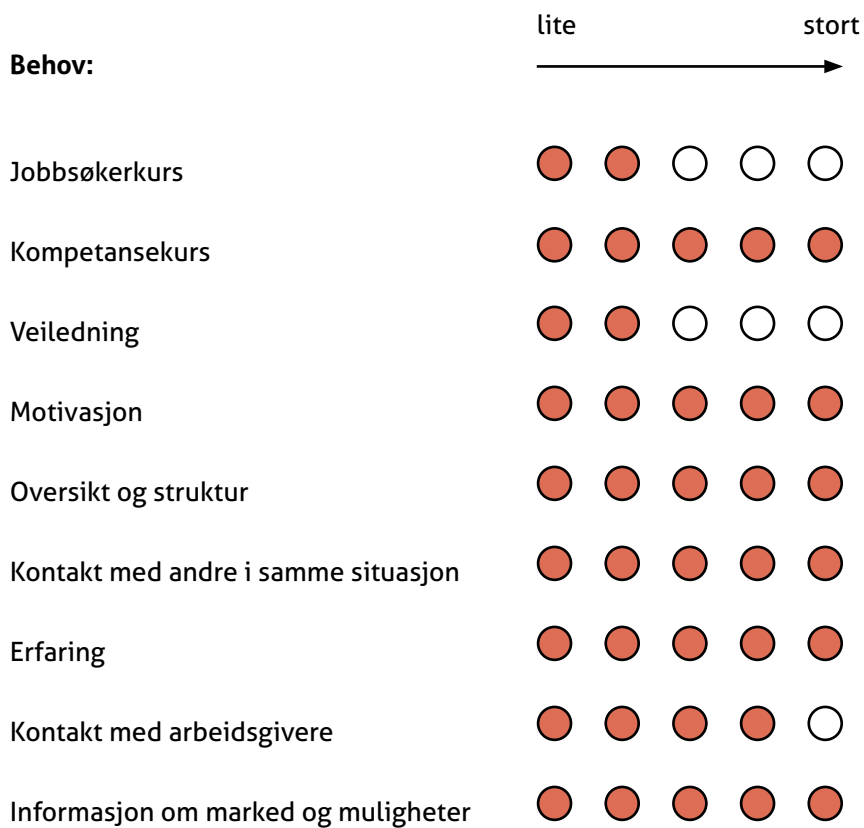 lite stort
Behov:
Jobbsøkerkurs
Kompetansekurs
Veiledning
Motivasjon
Oversikt og struktur
Kontakt med andre i samme situasjon
Erfaring
Kontakt med arbeidsgivere
Informasjon om marked og muligheter